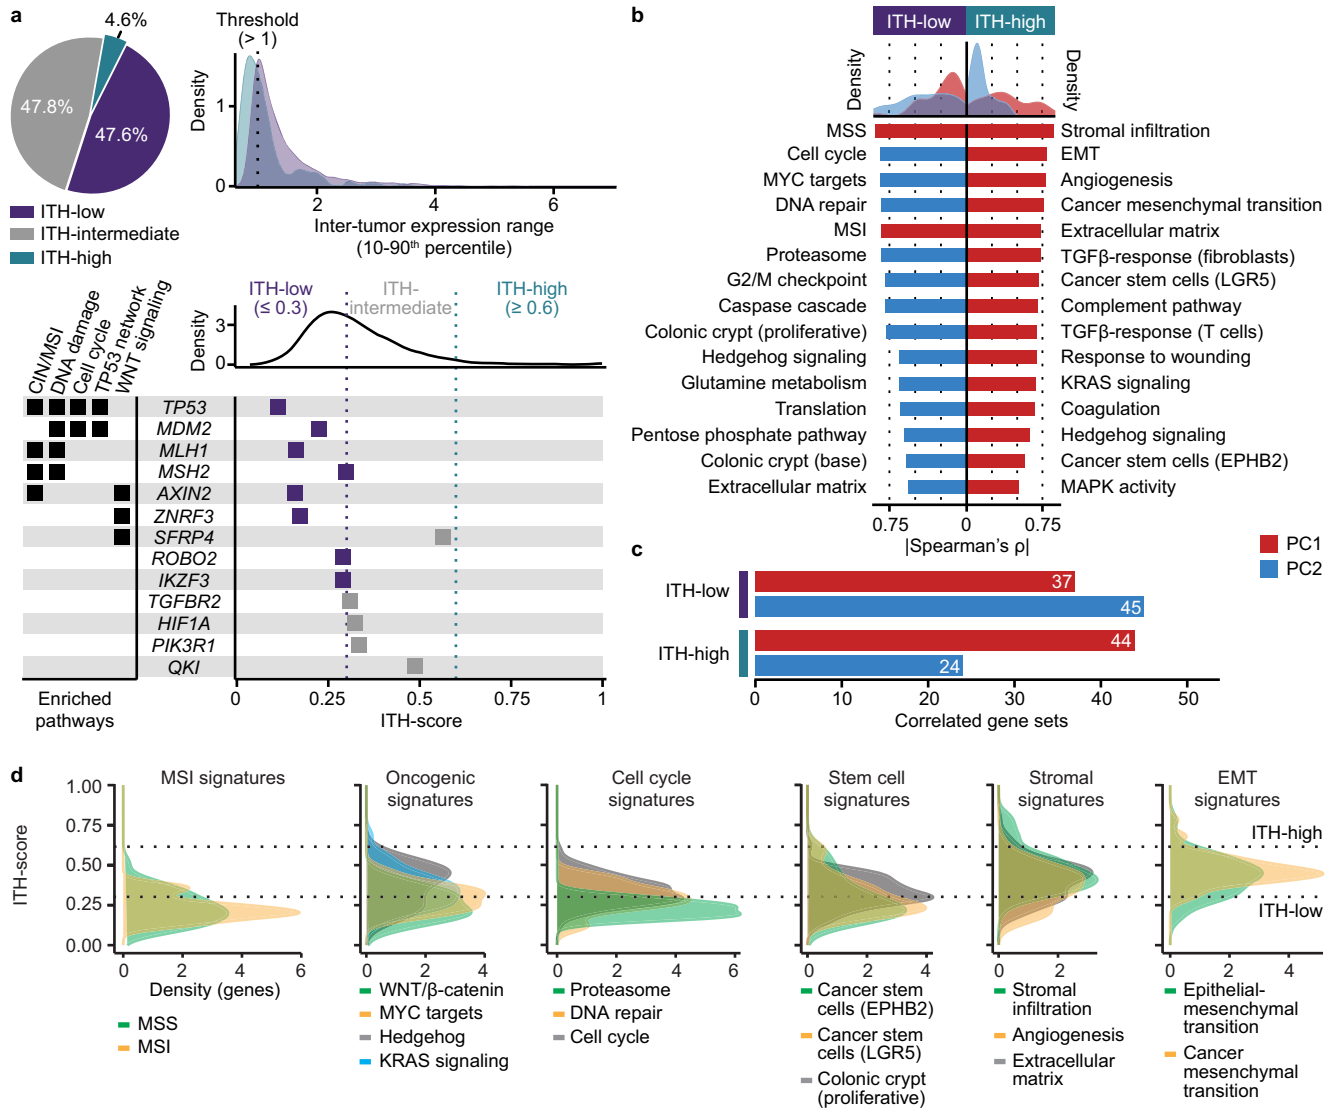 a
4.6%
47.8%
47.6%
ITH-low
ITH-intermediate
ITH-high
Threshold
(> 1)
Density
1
0
2
4
6
Inter-tumor expression range
(10-90th percentile)
ITH-low
(≤ 0.3)
ITH-
intermediate
ITH-high
(≥ 0.6)
Density
3
0
CIN/MSI
DNA damage
Cell cycle
TP53 network
WNT signaling
TP53
MDM2
MLH1
MSH2
AXIN2
ZNRF3
SFRP4
ROBO2
IKZF3
TGFBR2
HIF1A
PIK3R1
QKI
Enriched
pathways
0
0.25
0.5
0.75
1
ITH-score
b
ITH-low
ITH-high
Density
Density
MSS
Stromal infiltration
Cell cycle
EMT
MYC targets
Angiogenesis
DNA repair
Cancer mesenchymal transition
MSI
Extracellular matrix
Proteasome
TGFβ-response (fibroblasts)
G2/M checkpoint
Cancer stem cells (LGR5)
Caspase cascade
Complement pathway
Colonic crypt (proliferative)
TGFβ-response (T cells)
Hedgehog signaling
Response to wounding
Glutamine metabolism
KRAS signaling
Translation
Coagulation
Pentose phosphate pathway
Hedgehog signaling
Colonic crypt (base)
Cancer stem cells (EPHB2)
Extracellular matrix
MAPK activity
0.75
0
0.75
|Spearman's ρ|
PC1
PC2
c
ITH-low
37
45
ITH-high
44
24
0
10
20
30
40
50
Correlated gene sets
d
ITH-score
1.00
0.75
0.50
0.25
0.00
MSI signatures
0
2
4
6
Density (genes)
MSS
MSI
Oncogenic
signatures
0
2
4
WNT/β-catenin
MYC targets
Hedgehog
KRAS signaling
Cell cycle
signatures
0
2
4
6
Proteasome
DNA repair
Cell cycle
Stem cell
signatures
0
2
4
Cancer stem
cells (EPHB2)
Cancer stem
cells (LGR5)
Colonic crypt
(proliferative)
Stromal
signatures
0
2
4
Stromal
infiltration
Angiogenesis
Extracellular
matrix
EMT
signatures
ITH-high
ITH-low
0
2
4
Epithelial-
mesenchymal
transition
Cancer
mesenchymal
transition